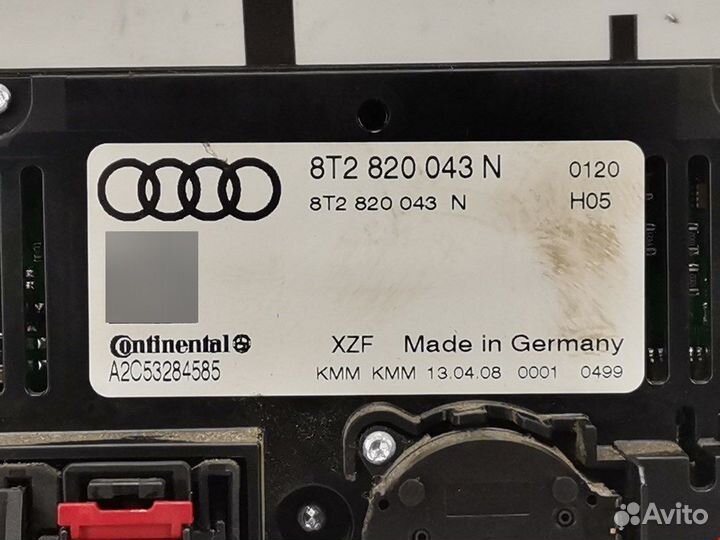 8T2 820 043 N 0120
8T2 820 043 N H05
Continental
XZF Made in Germany
A2C53284585
KMM KMM 13.04.08 0001 0499
Avito